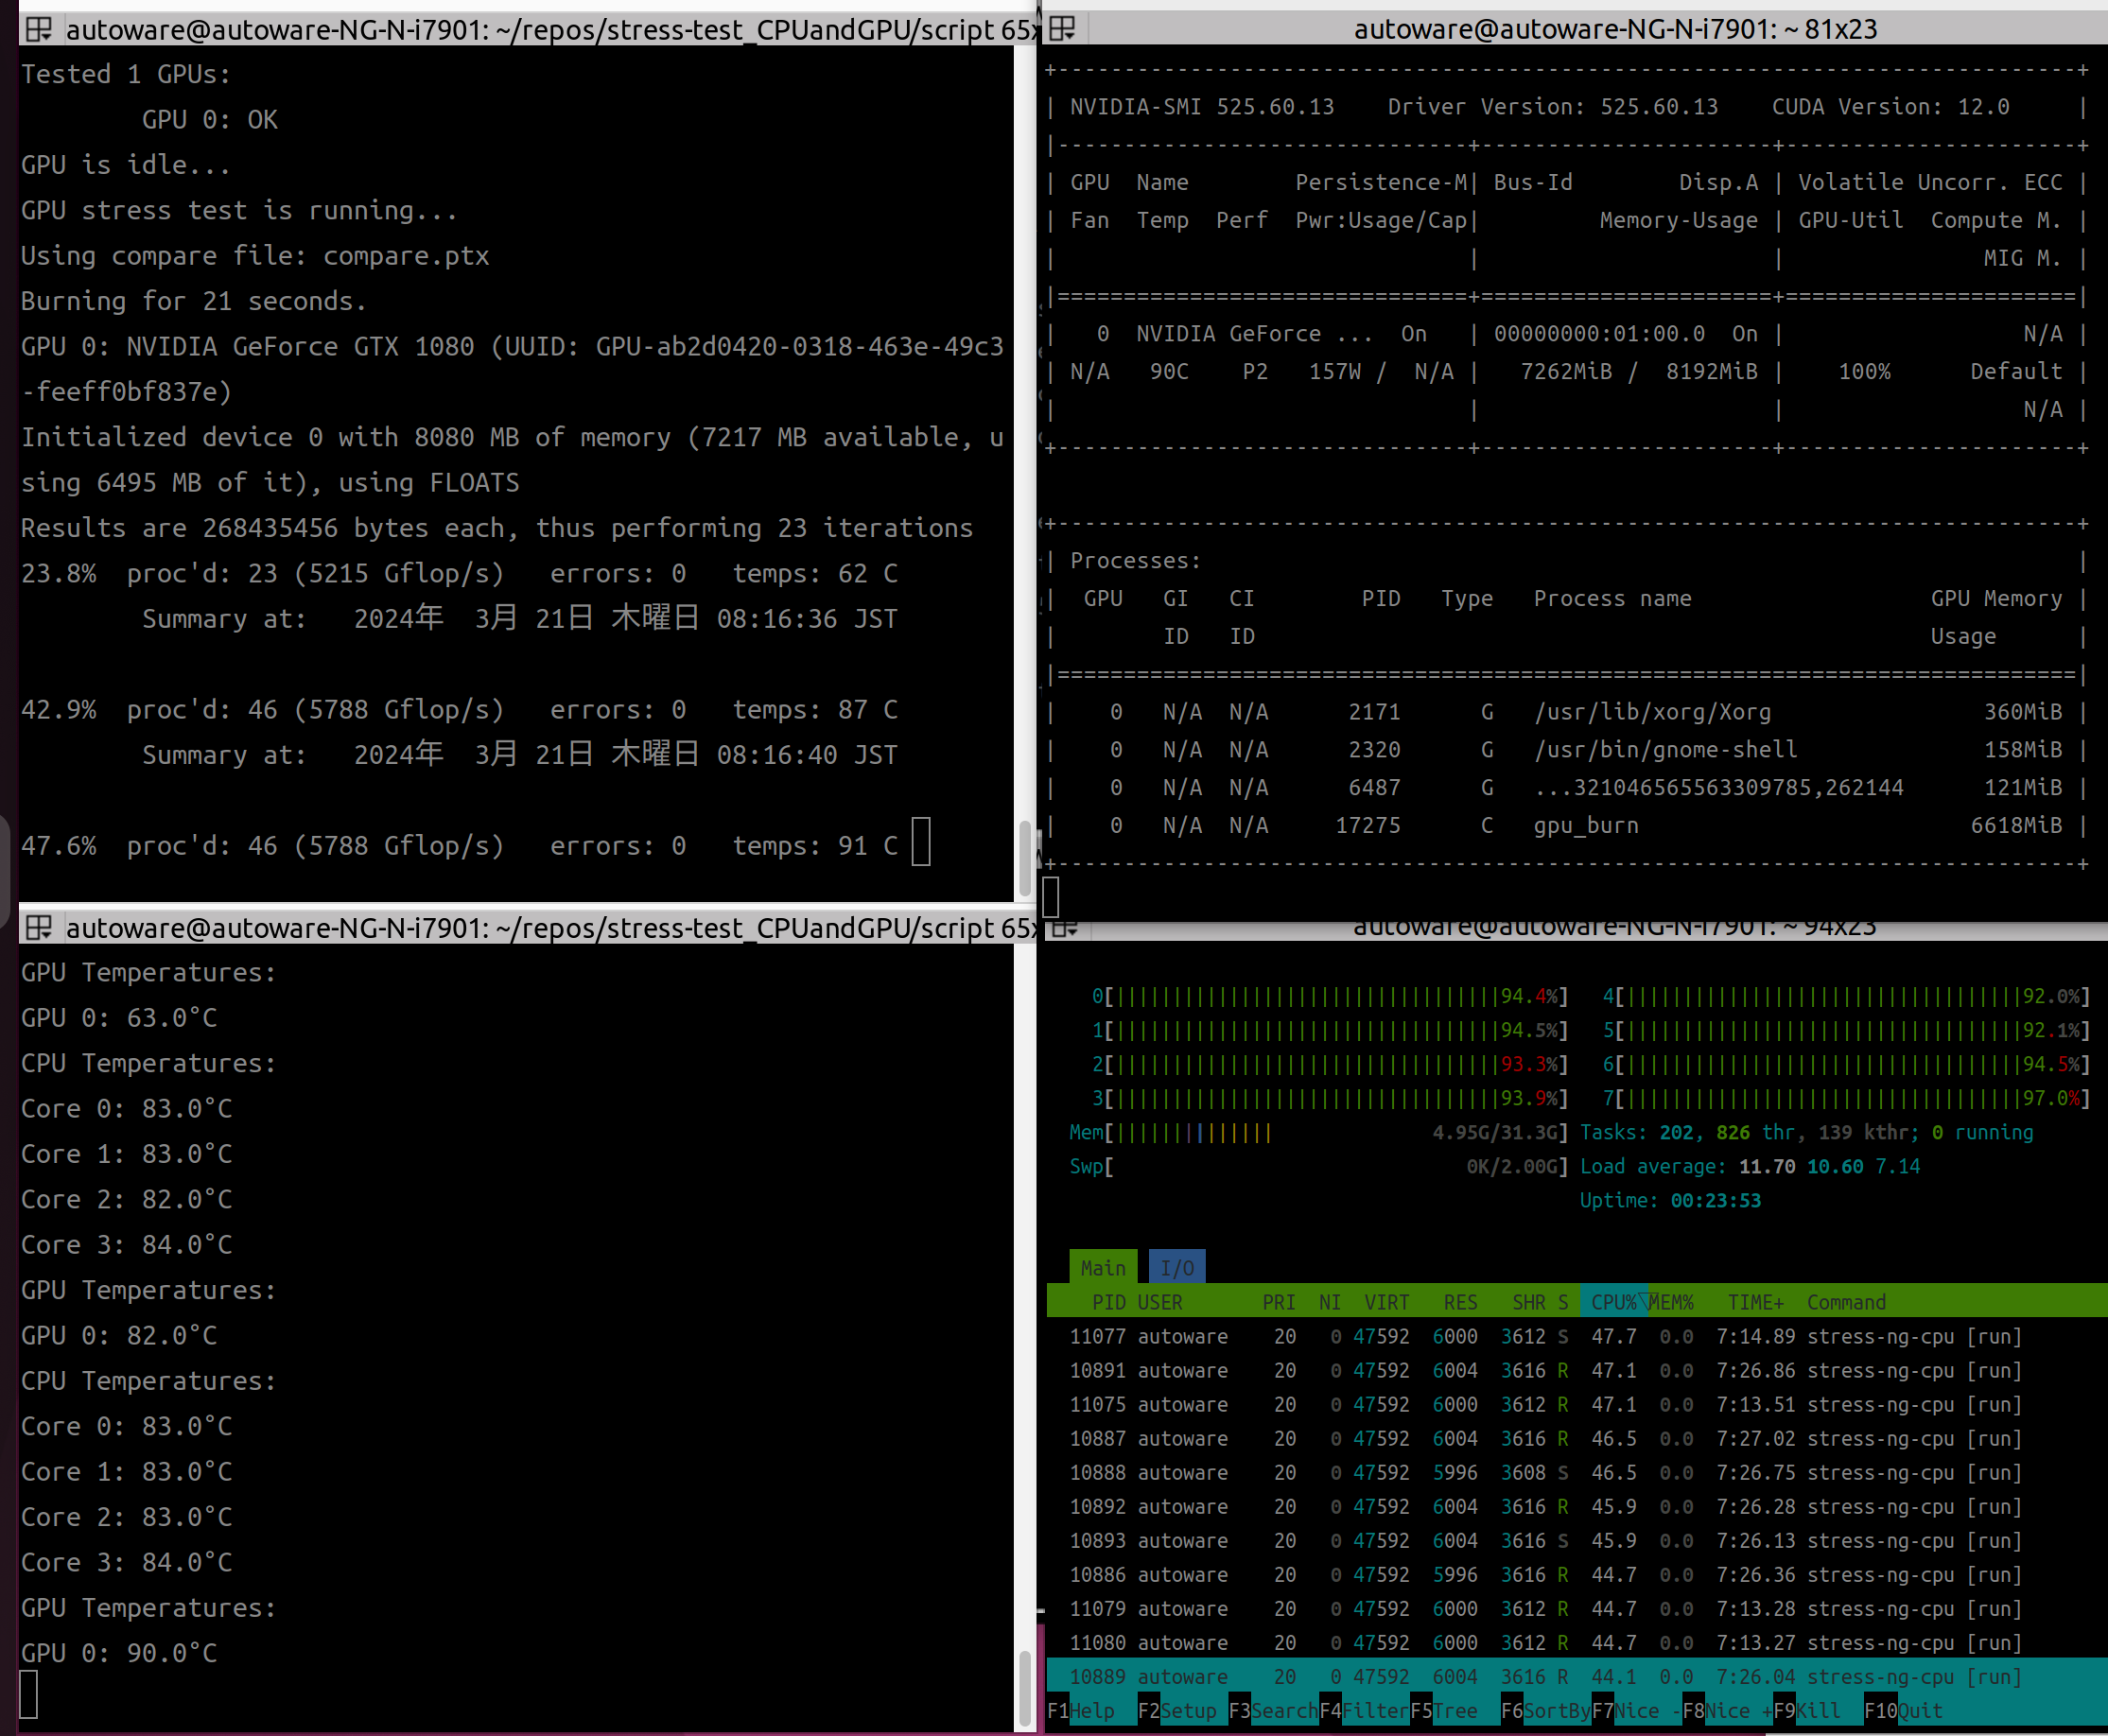 autoware@autoware-NG-N-i7901: ~/repos/stress-test_CPUandGPU/script 65x
Tested 1 GPUs:
GPU 0: OK
GPU is idle...
GPU stress test is running...
Using compare file: compare.ptx
Burning for 21 seconds.
GPU 0: NVIDIA GeForce GTX 1080 (UUID: GPU-ab2d0420-0318-463e-49c3
-feeff0bf837e)
Initialized device 0 with 8080 MB of memory (7217 MB available, u
sing 6495 MB of it), using FLOATS
Results are 268435456 bytes each, thus performing 23 iterations
23.8%  proc'd: 23 (5215 Gflop/s)   errors: 0   temps: 62 C
Summary at:   2024年  3月 21日 木曜日 08:16:36 JST
42.9%  proc'd: 46 (5788 Gflop/s)   errors: 0   temps: 87 C
Summary at:   2024年  3月 21日 木曜日 08:16:40 JST
47.6%  proc'd: 46 (5788 Gflop/s)   errors: 0   temps: 91 C
autoware@autoware-NG-N-i7901: ~ 81x23
+-----------------------------------------------------------------------------+
| NVIDIA-SMI 525.60.13    Driver Version: 525.60.13    CUDA Version: 12.0     |
|-------------------------------+----------------------+----------------------+
| GPU  Name        Persistence-M| Bus-Id        Disp.A | Volatile Uncorr. ECC |
| Fan  Temp  Perf  Pwr:Usage/Cap|         Memory-Usage | GPU-Util  Compute M. |
|                               |                      |               MIG M. |
|===============================+======================+======================|
|   0  NVIDIA GeForce ...  On   | 00000000:01:00.0  On |                  N/A |
| N/A   90C    P2   157W /  N/A |   7262MiB /  8192MiB |    100%      Default |
|                               |                      |                  N/A |
+-------------------------------+----------------------+----------------------+
+-----------------------------------------------------------------------------+
| Processes:                                                                  |
|  GPU   GI   CI        PID   Type   Process name                  GPU Memory |
|        ID   ID                                                   Usage      |
|=============================================================================|
|    0   N/A  N/A      2171      G   /usr/lib/xorg/Xorg                360MiB |
|    0   N/A  N/A      2320      G   /usr/bin/gnome-shell              158MiB |
|    0   N/A  N/A      6487      G   ...321046565563309785,262144      121MiB |
|    0   N/A  N/A     17275      C   gpu_burn                         6618MiB |
+-----------------------------------------------------------------------------+
autoware@autoware-NG-N-i7901: ~/repos/stress-test_CPUandGPU/script 65x
GPU Temperatures:
GPU 0: 63.0°C
CPU Temperatures:
Core 0: 83.0°C
Core 1: 83.0°C
Core 2: 82.0°C
Core 3: 84.0°C
GPU Temperatures:
GPU 0: 82.0°C
CPU Temperatures:
Core 0: 83.0°C
Core 1: 83.0°C
Core 2: 83.0°C
Core 3: 84.0°C
GPU Temperatures:
GPU 0: 90.0°C
autoware@autoware-NG-N-i7901: ~ 94x23
0[||||||||||||||||||||||||||||||||||94.4%]   4[|||||||||||||||||||||||||||||||||||92.0%]
1[||||||||||||||||||||||||||||||||||94.5%]   5[|||||||||||||||||||||||||||||||||||92.1%]
2[||||||||||||||||||||||||||||||||||93.3%]   6[|||||||||||||||||||||||||||||||||||94.5%]
3[||||||||||||||||||||||||||||||||||93.9%]   7[|||||||||||||||||||||||||||||||||||97.0%]
Mem[||||||||||||||              4.95G/31.3G] Tasks: 202, 826 thr, 139 kthr; 0 running
Swp[                               0K/2.00G] Load average: 11.70 10.60 7.14
Uptime: 00:23:53
Main I/O
PID USER       PRI  NI  VIRT   RES   SHR S  CPU%▽MEM%   TIME+  Command
11077 autoware    20   0 47592  6000  3612 S  47.7  0.0  7:14.89 stress-ng-cpu [run]
10891 autoware    20   0 47592  6004  3616 R  47.1  0.0  7:26.86 stress-ng-cpu [run]
11075 autoware    20   0 47592  6000  3612 R  47.1  0.0  7:13.51 stress-ng-cpu [run]
10887 autoware    20   0 47592  6004  3616 R  46.5  0.0  7:27.02 stress-ng-cpu [run]
10888 autoware    20   0 47592  5996  3608 S  46.5  0.0  7:26.75 stress-ng-cpu [run]
10892 autoware    20   0 47592  6004  3616 R  45.9  0.0  7:26.28 stress-ng-cpu [run]
10893 autoware    20   0 47592  6004  3616 S  45.9  0.0  7:26.13 stress-ng-cpu [run]
10886 autoware    20   0 47592  5996  3616 R  44.7  0.0  7:26.36 stress-ng-cpu [run]
11079 autoware    20   0 47592  6000  3612 R  44.7  0.0  7:13.28 stress-ng-cpu [run]
11080 autoware    20   0 47592  6000  3612 R  44.7  0.0  7:13.27 stress-ng-cpu [run]
10889 autoware    20   0 47592  6004  3616 R  44.1  0.0  7:26.04 stress-ng-cpu [run]
F1Help  F2Setup F3SearchF4FilterF5Tree  F6SortByF7Nice -F8Nice +F9Kill  F10Quit